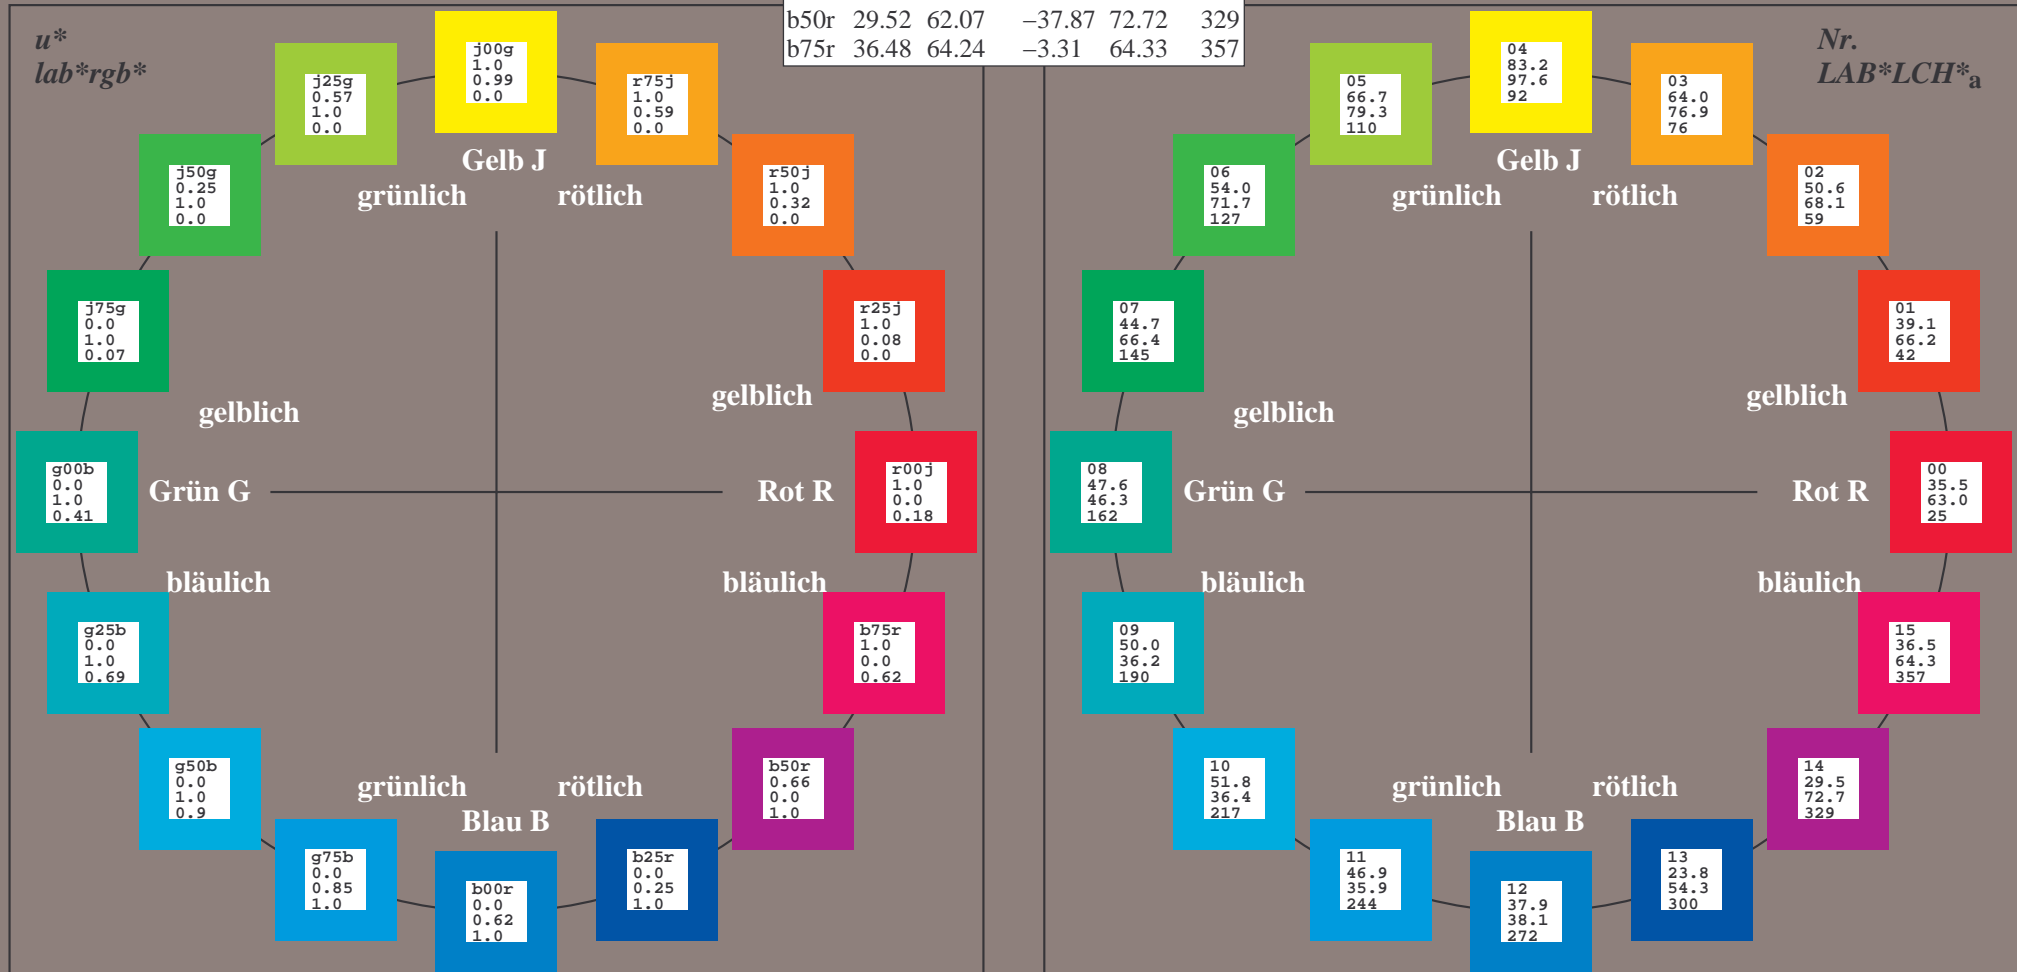 b50r 29.52 62.07 −37.87 72.72 329
b75r 36.48 64.24 −3.31 64.33 357
u*
lab*rgb*
j00g
1.0
0.99
0.0
j25g
0.57
1.0
0.0
r75j
1.0
0.59
0.0
j50g
0.25
1.0
0.0
r50j
1.0
0.32
0.0
Gelb J
grünlich rötlich
j75g
0.0
1.0
0.07
r25j
1.0
0.08
0.0
gelblich
gelblich
g00b
0.0
1.0
0.41
Grün G
Rot R
r00j
1.0
0.0
0.18
bläulich
bläulich
g25b
0.0
1.0
0.69
b75r
1.0
0.0
0.62
g50b
0.0
1.0
0.9
b50r
0.66
0.0
1.0
grünlich rötlich
Blau B
g75b
0.0
0.85
1.0
b00r
0.0
0.62
1.0
b25r
0.0
0.25
1.0
Nr.
LAB*LCH*a
04
83.2
97.6
92
05
66.7
79.3
110
03
64.0
76.9
76
06
54.0
71.7
127
02
50.6
68.1
59
Gelb J
grünlich rötlich
07
44.7
66.4
145
01
39.1
66.2
42
gelblich
gelblich
08
47.6
46.3
162
Grün G
Rot R
00
35.5
63.0
25
bläulich
bläulich
09
50.0
36.2
190
15
36.5
64.3
357
10
51.8
36.4
217
14
29.5
72.7
329
grünlich rötlich
Blau B
11
46.9
35.9
244
12
37.9
38.1
272
13
23.8
54.3
300